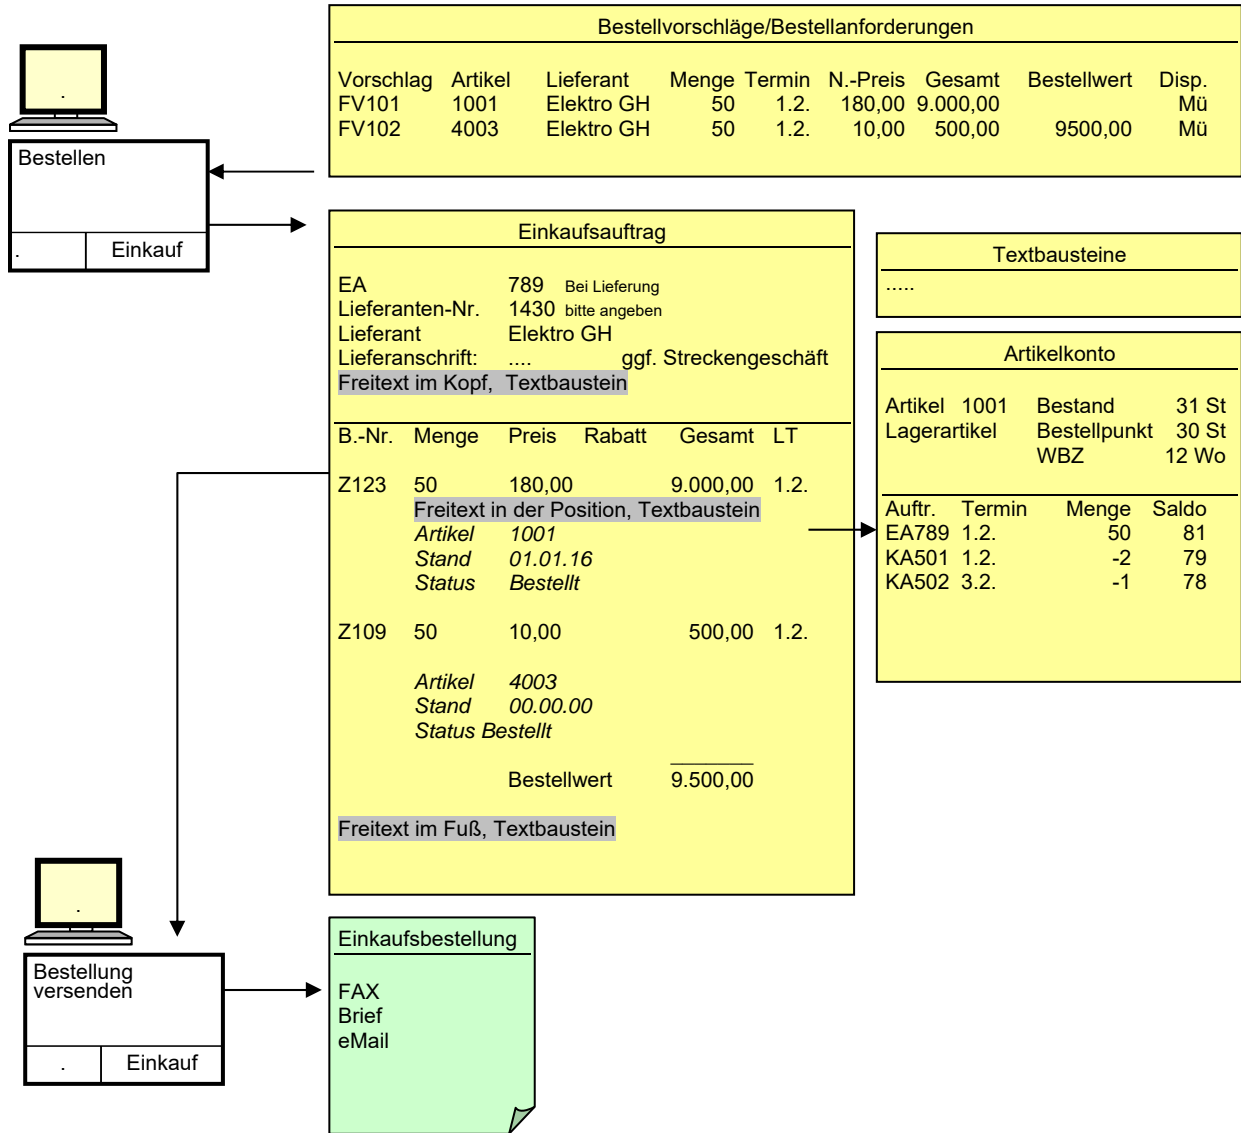 Bestellvorschläge/Bestellanforderungen
Vorschlag Artikel Lieferant Menge Termin N.-Preis Gesamt Bestellwert Disp.
FV101 1001 Elektro GH 50 1.2. 180,00 9.000,00 Mü
FV102 4003 Elektro GH 50 1.2. 10,00 500,00 9500,00 Mü
.
Bestellen
. Einkauf
Einkaufsauftrag
EA 789 Bei Lieferung
Lieferanten-Nr. 1430 bitte angeben
Lieferant Elektro GH
Lieferanschrift: .... ggf. Streckengeschäft
Freitext im Kopf, Textbaustein
B.-Nr. Menge Preis Rabatt Gesamt LT
Z123 50 180,00 9.000,00 1.2.
Freitext in der Position, Textbaustein
Artikel 1001
Stand 01.01.16
Status Bestellt
Z109 50 10,00 500,00 1.2.
Artikel 4003
Stand 00.00.00
Status Bestellt
Bestellwert 9.500,00
Freitext im Fuß, Textbaustein
Textbausteine
.....
Artikelkonto
Artikel 1001 Bestand 31 St
Lagerartikel Bestellpunkt 30 St
WBZ 12 Wo
Auftr. Termin Menge Saldo
EA789 1.2. 50 81
KA501 1.2. -2 79
KA502 3.2. -1 78
.
Bestellung
versenden
. Einkauf
Einkaufsbestellung
FAX
Brief
eMail